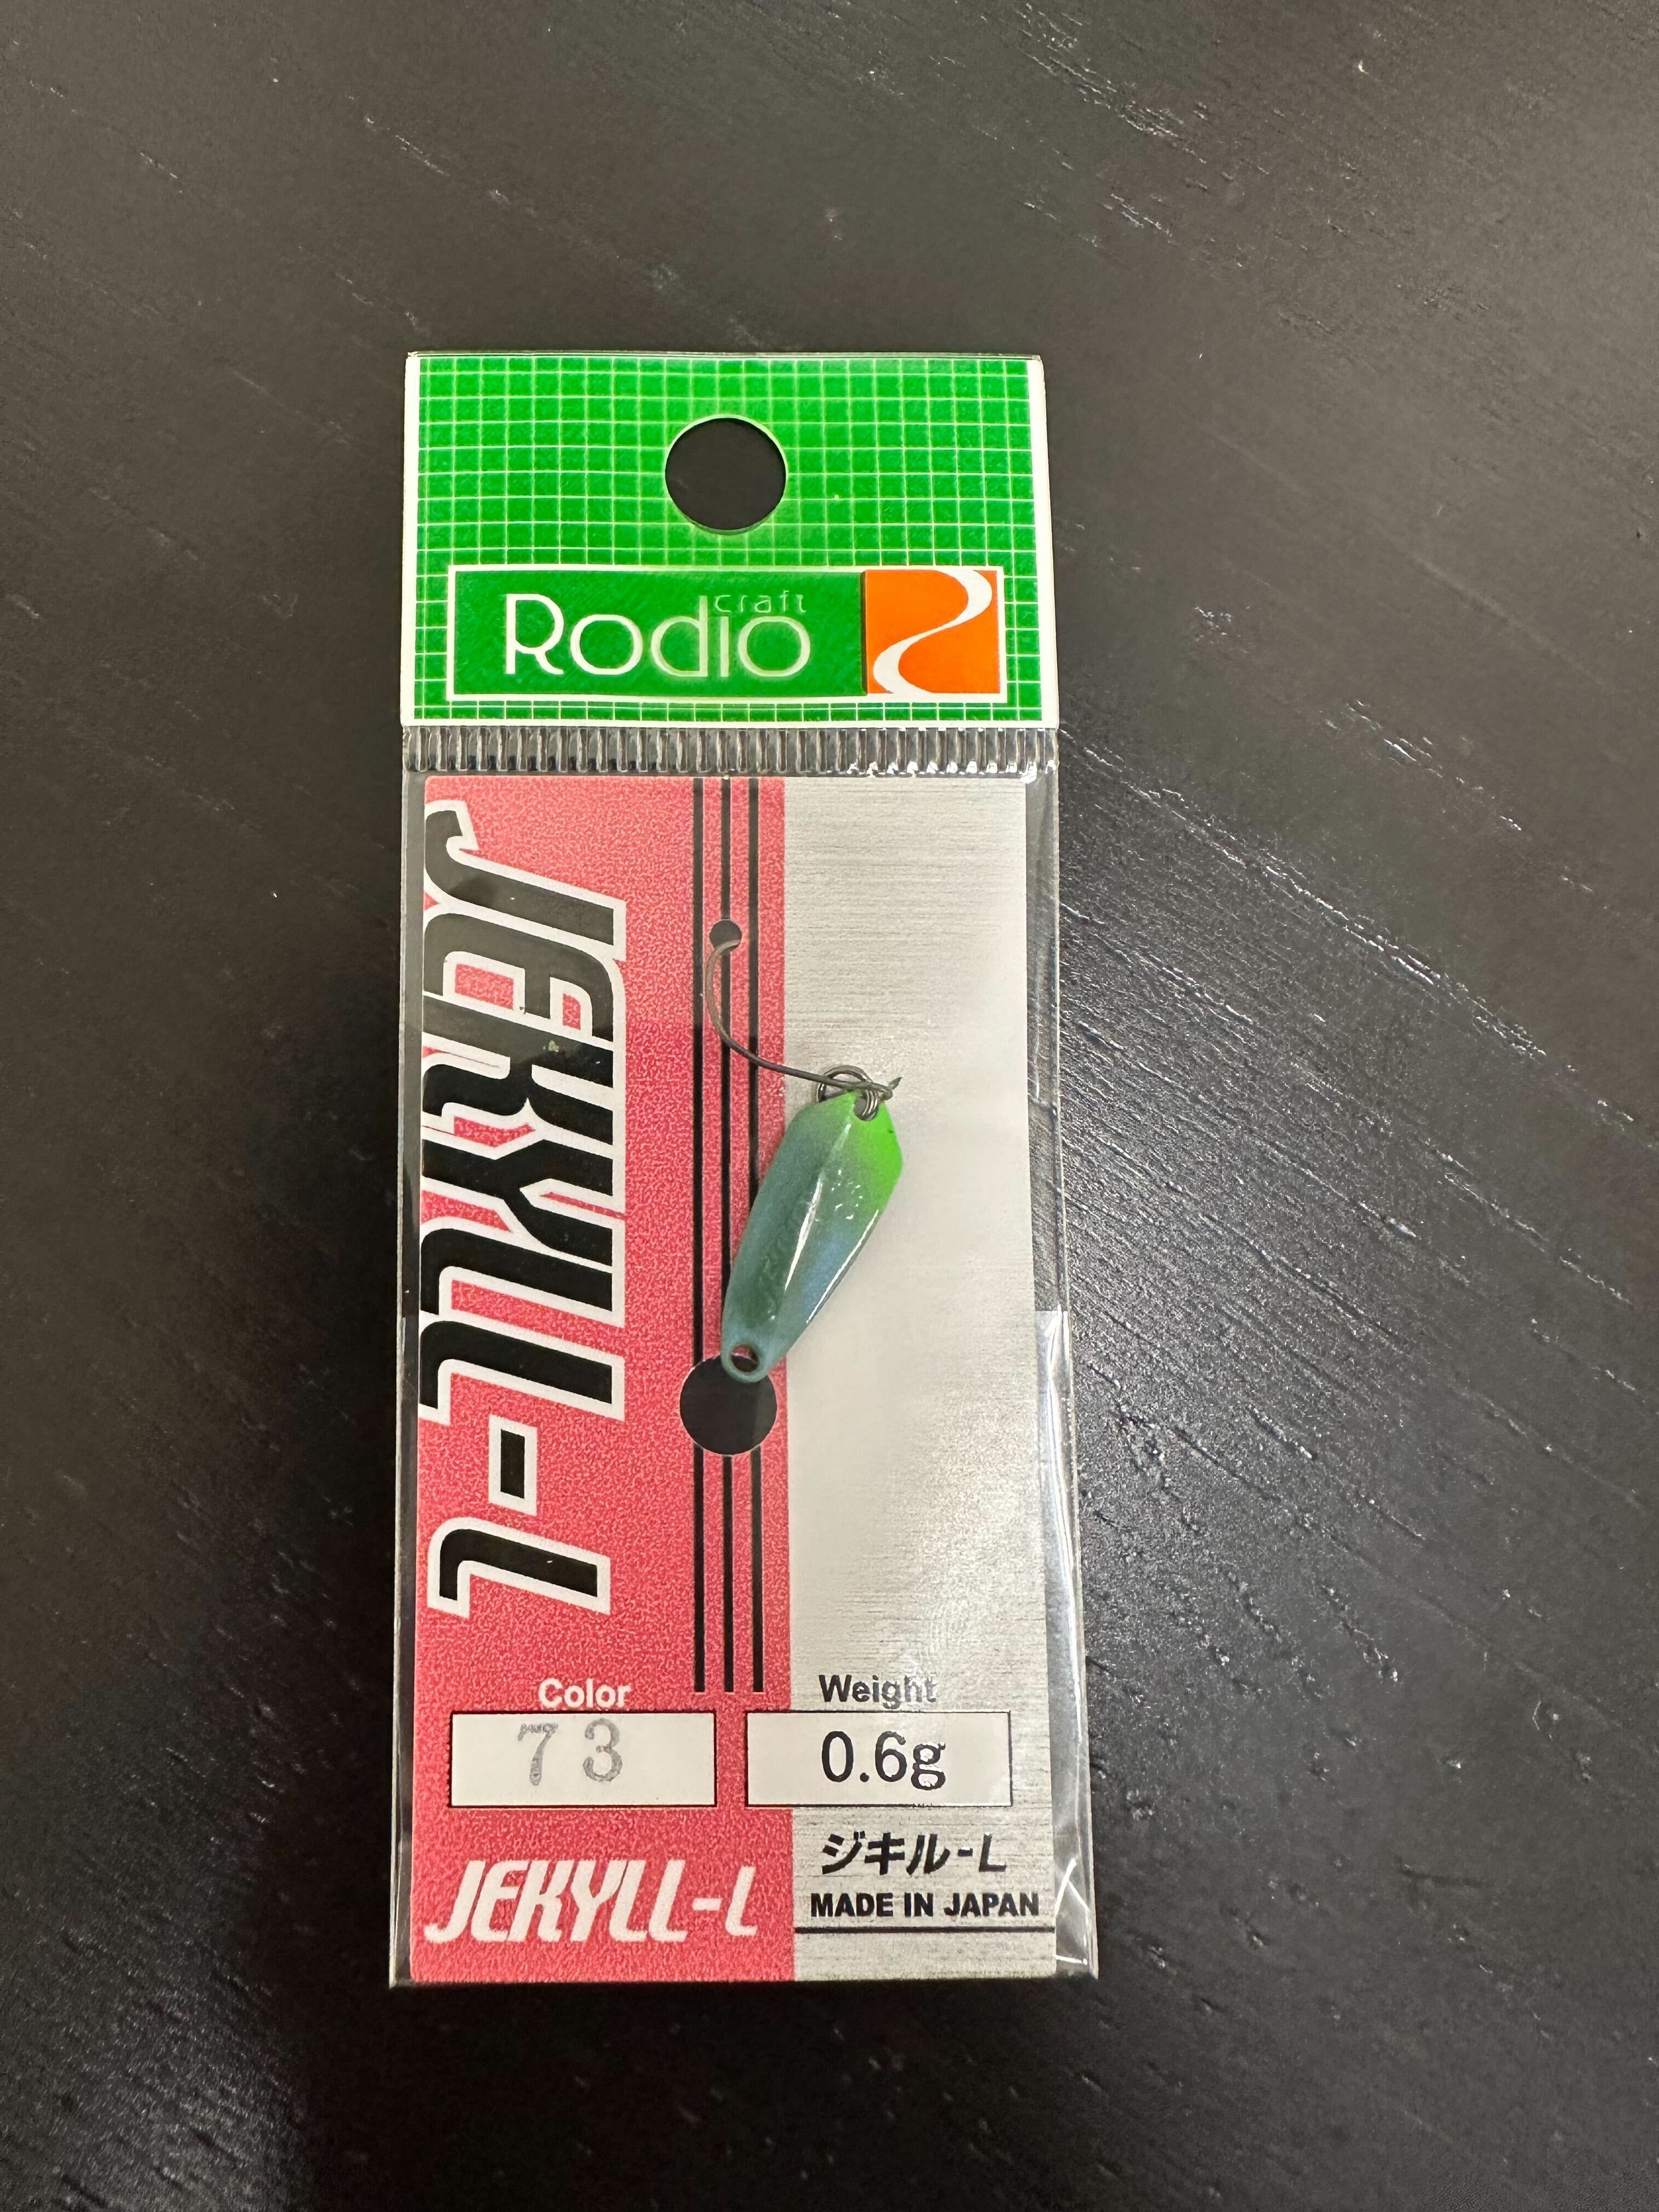 Rodio craft
JEKYLL-L
Color
Weight
73
0.6g
ジキル-L
MADE IN JAPAN
JEKYLL-L